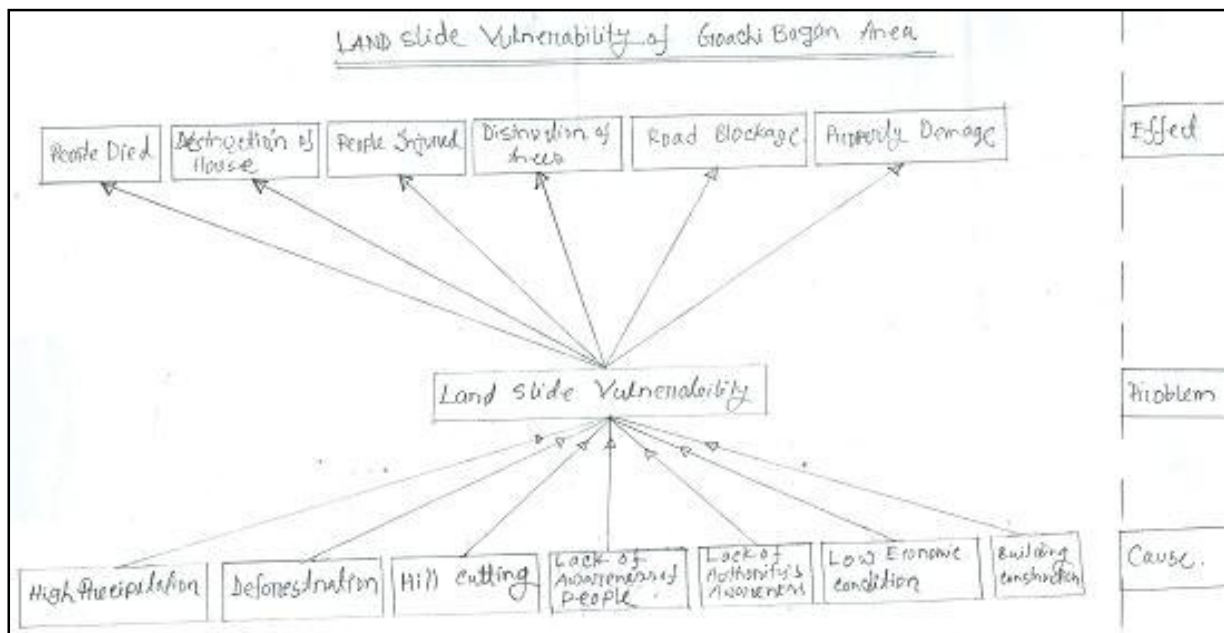 LAND slide Vulnerability of Goachi Bagan Area
People Died
Destruction of
House
People Injured
Distruction of
trees
Road Blockage
Property Demage
Effect
Land Slide Vulnerability
Problem
High Precipitation
Deforestration
Hill cutting
Lack of
Awareness of
People.
Lack of
Authority's
Awareness
Low Economic
condition
Building
construction
Cause.